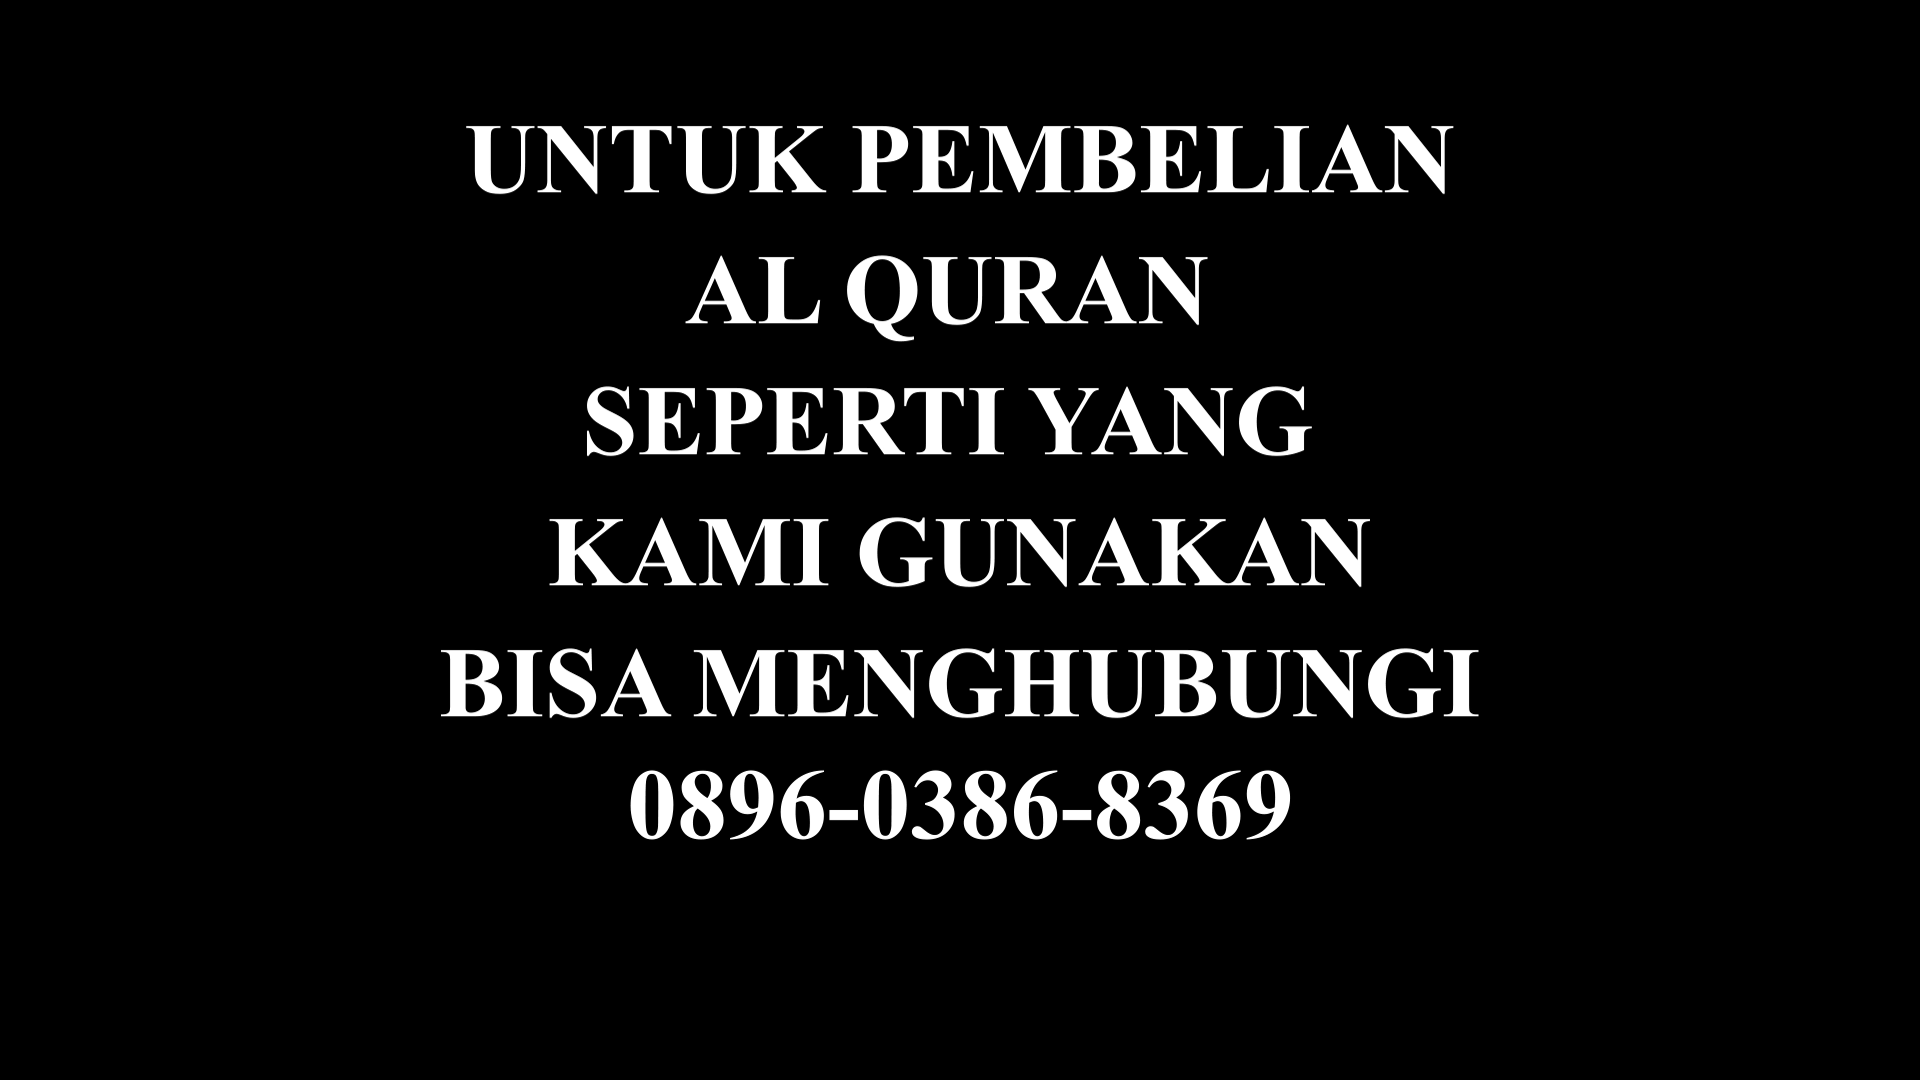 UNTUK PEMBELIAN
AL QURAN
SEPERTI YANG
KAMI GUNAKAN
BISA MENGHUBUNGI
0896-0386-8369